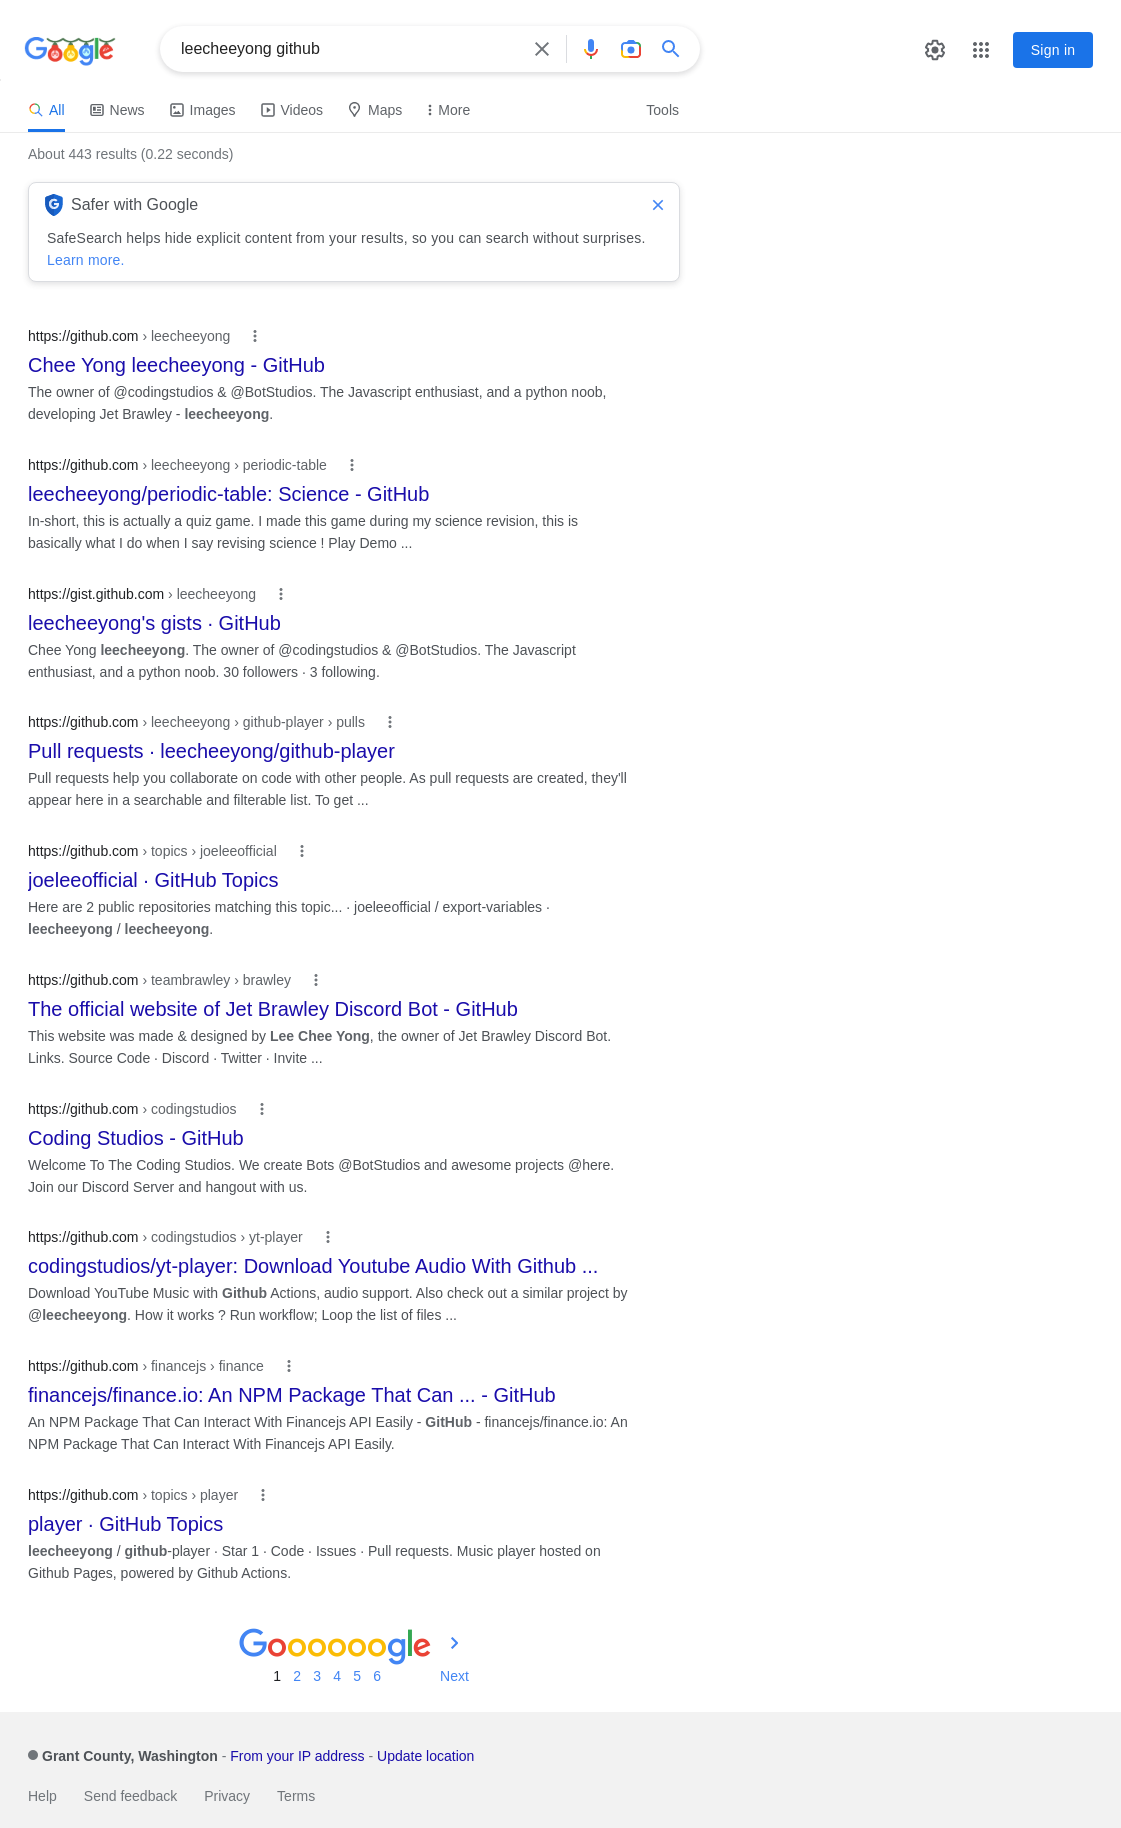 Google
leecheeyong github
Sign in
All News Images Videos Maps More Tools
About 443 results (0.22 seconds)
Safer with Google
SafeSearch helps hide explicit content from your results, so you can search without surprises.
Learn more.
https://github.com › leecheeyong
Chee Yong leecheeyong - GitHub
The owner of @codingstudios & @BotStudios. The Javascript enthusiast, and a python noob,
developing Jet Brawley - leecheeyong.
https://github.com › leecheeyong › periodic-table
leecheeyong/periodic-table: Science - GitHub
In-short, this is actually a quiz game. I made this game during my science revision, this is
basically what I do when I say revising science ! Play Demo ...
https://gist.github.com › leecheeyong
leecheeyong's gists · GitHub
Chee Yong leecheeyong. The owner of @codingstudios & @BotStudios. The Javascript
enthusiast, and a python noob. 30 followers · 3 following.
https://github.com › leecheeyong › github-player › pulls
Pull requests · leecheeyong/github-player
Pull requests help you collaborate on code with other people. As pull requests are created, they'll
appear here in a searchable and filterable list. To get ...
https://github.com › topics › joeleeofficial
joeleeofficial · GitHub Topics
Here are 2 public repositories matching this topic... · joeleeofficial / export-variables ·
leecheeyong / leecheeyong.
https://github.com › teambrawley › brawley
The official website of Jet Brawley Discord Bot - GitHub
This website was made & designed by Lee Chee Yong, the owner of Jet Brawley Discord Bot.
Links. Source Code · Discord · Twitter · Invite ...
https://github.com › codingstudios
Coding Studios - GitHub
Welcome To The Coding Studios. We create Bots @BotStudios and awesome projects @here.
Join our Discord Server and hangout with us.
https://github.com › codingstudios › yt-player
codingstudios/yt-player: Download Youtube Audio With Github ...
Download YouTube Music with Github Actions, audio support. Also check out a similar project by
@leecheeyong. How it works ? Run workflow; Loop the list of files ...
https://github.com › financejs › finance
financejs/finance.io: An NPM Package That Can ... - GitHub
An NPM Package That Can Interact With Financejs API Easily - GitHub - financejs/finance.io: An
NPM Package That Can Interact With Financejs API Easily.
https://github.com › topics › player
player · GitHub Topics
leecheeyong / github-player · Star 1 · Code · Issues · Pull requests. Music player hosted on
Github Pages, powered by Github Actions.
Goooooogle
1 2 3 4 5 6 Next
Grant County, Washington - From your IP address - Update location
Help Send feedback Privacy Terms